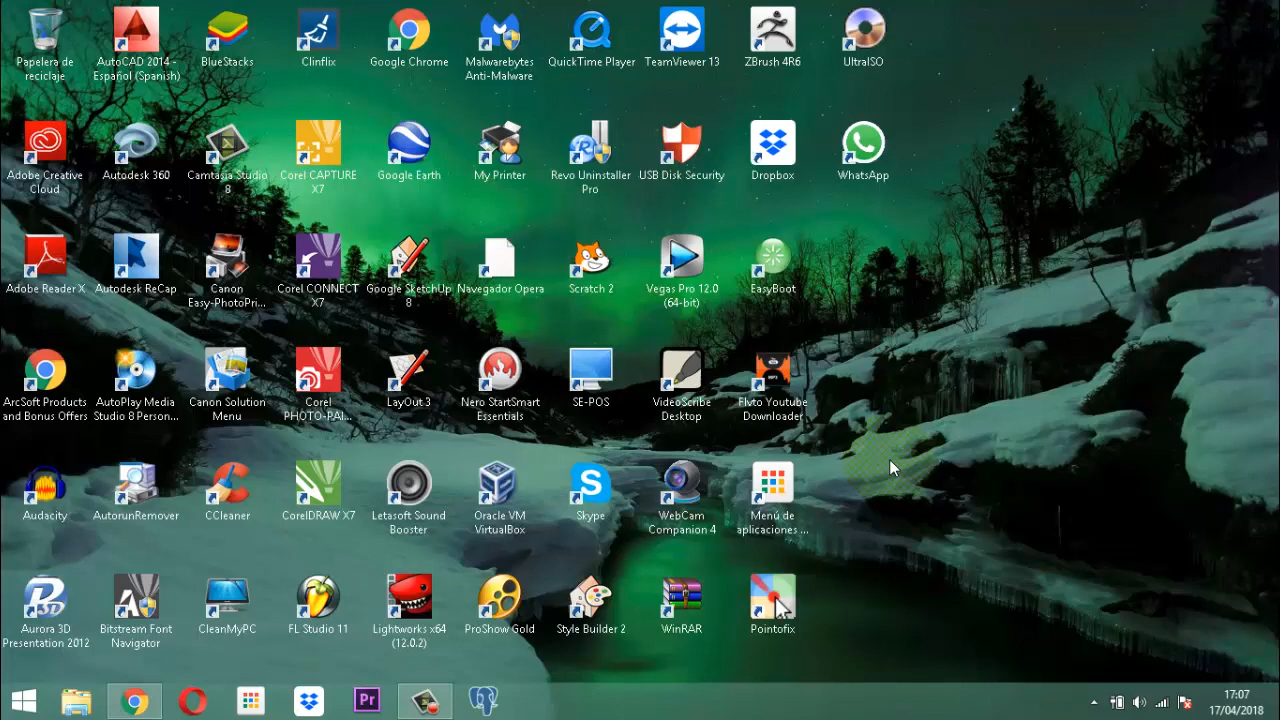 Papelera de
reciclaje
AutoCAD 2014 -
Español (Spanish)
BlueStacks
Clinflix
Google Chrome
Malwarebytes
Anti-Malware
QuickTime Player
TeamViewer 13
ZBrush 4R6
UltraISO
Adobe Creative
Cloud
Autodesk 360
Camtasia Studio
8
Corel CAPTURE
X7
Google Earth
My Printer
Revo Uninstaller
Pro
USB Disk Security
Dropbox
WhatsApp
Adobe Reader X
Autodesk ReCap
Canon
Easy-PhotoPri...
Corel CONNECT
X7
Google SketchUp
8
Navegador Opera
Scratch 2
Vegas Pro 12.0
(64-bit)
EasyBoot
ArcSoft Products
and Bonus Offers
AutoPlay Media
Studio 8 Person...
Canon Solution
Menu
Corel
PHOTO-PAI...
LayOut 3
Nero StartSmart
Essentials
SE-POS
VideoScribe
Desktop
Flvto Youtube
Downloader
Audacity
AutorunRemover
CCleaner
CorelDRAW X7
Letasoft Sound
Booster
Oracle VM
VirtualBox
Skype
WebCam
Companion 4
Menú de
aplicaciones ...
Aurora 3D
Presentation 2012
Bitstream Font
Navigator
CleanMyPC
FL Studio 11
Lightworks x64
(12.0.2)
ProShow Gold
Style Builder 2
WinRAR
Pointofix
Pr
17:07
17/04/2018